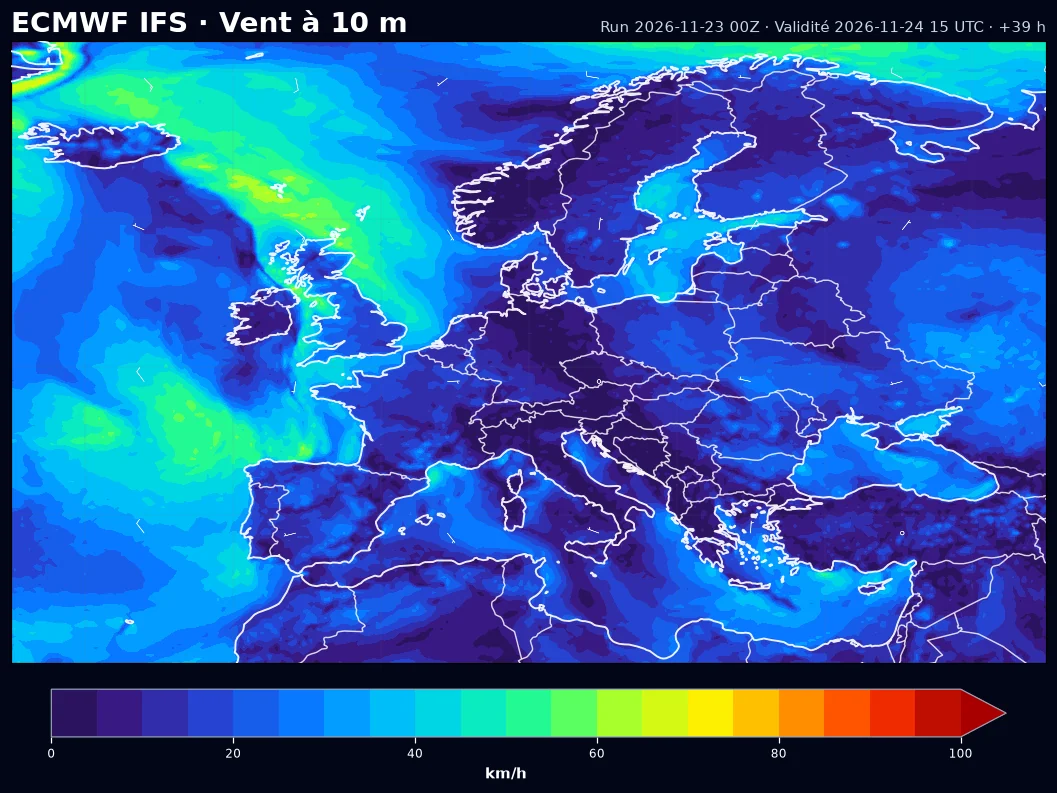 ECMWF IFS · Vent à 10 m
Run 2026-11-23 00Z · Validité 2026-11-24 15 UTC · +39 h
0 20 40 60 80 100
km/h